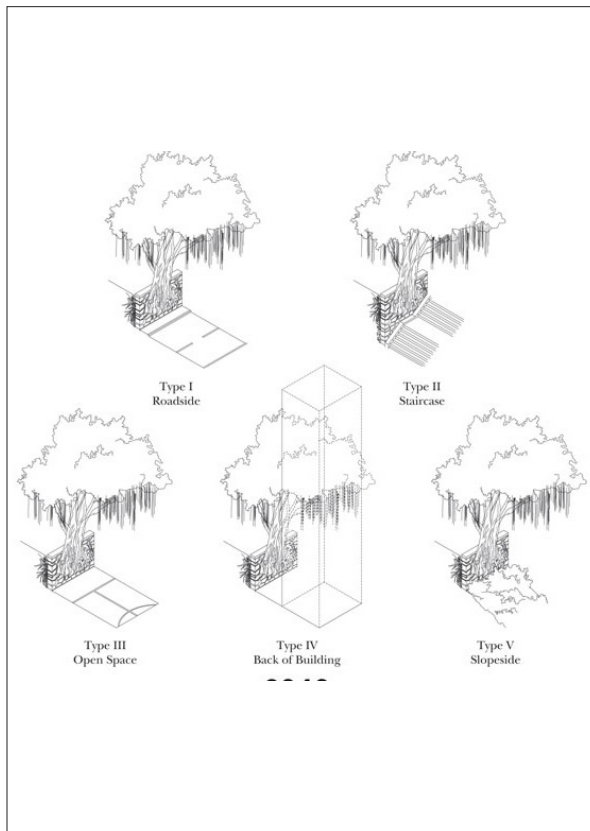 Type I
Roadside
Type II
Staircase
Type III
Open Space
Type IV
Back of Building
Type V
Slopeside